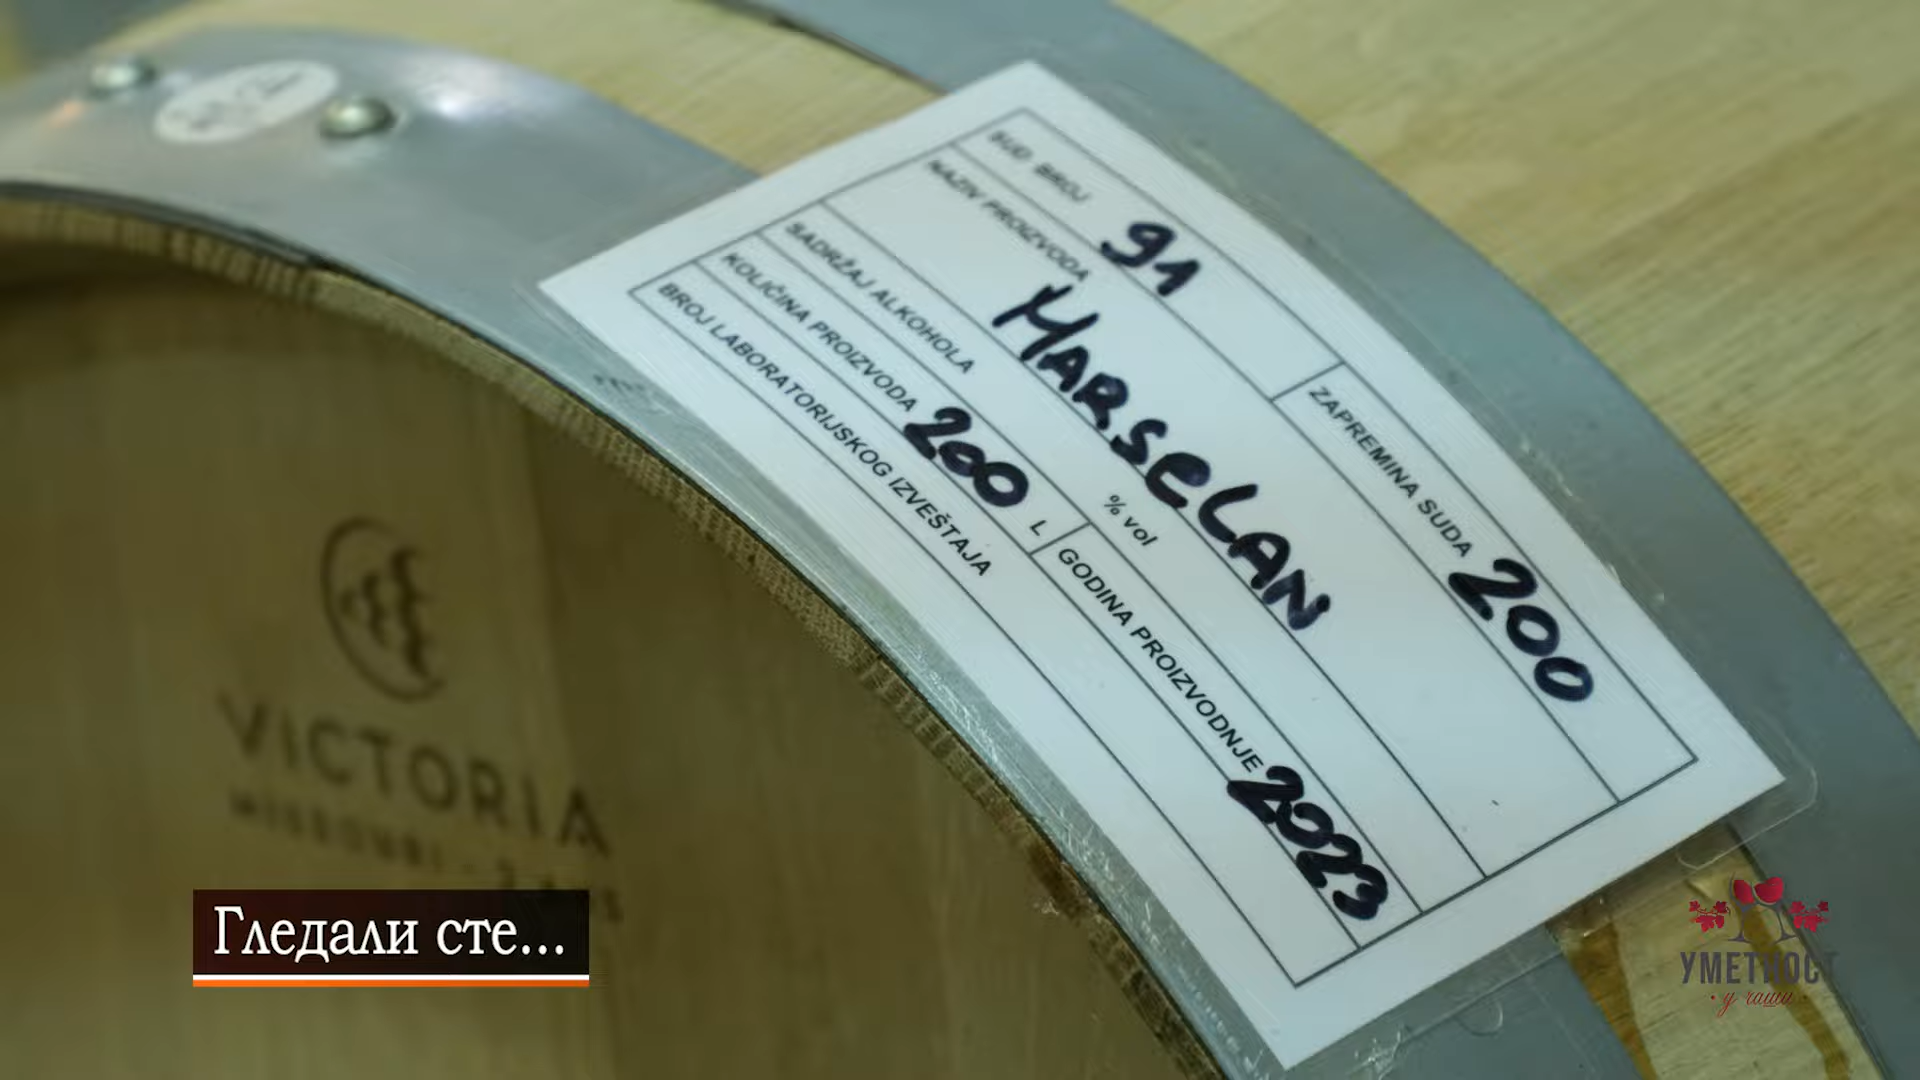 SUD BROJ 91
ZAPREMINA SUDA 200
NAZIV PROIZVODA
MARSELAN
SADRŽAJ ALKOHOLA % vol
KOLIČINA PROIZVODA 200 L
GODINA PROIZVODNJE 2023
BROJ LABORATORIJSKOG IZVEŠTAJA
VICTORIA
MISSOURI
Гледали сте...
УМЕТНОСТ
у чаши